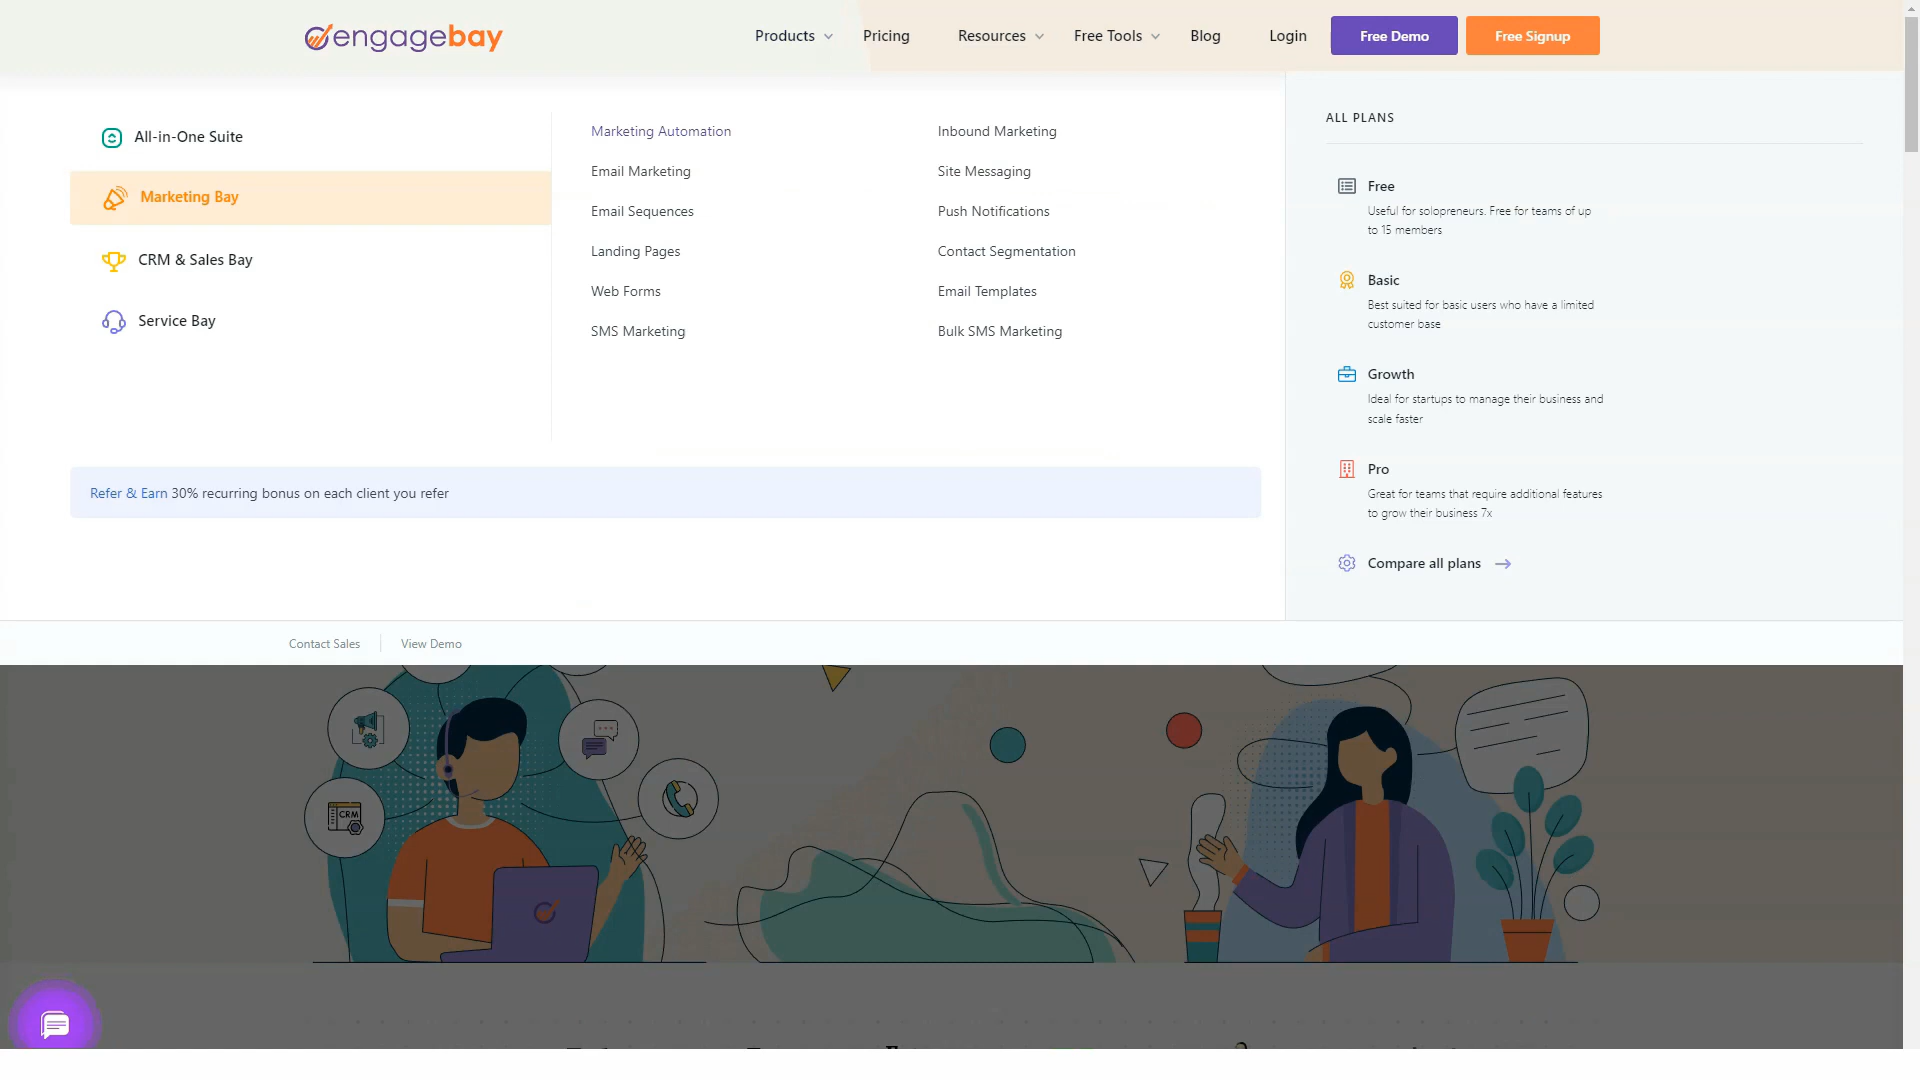 engagebay
Products
Pricing
Resources
Free Tools
Blog
Login
Free Demo
Free Signup
All-in-One Suite
Marketing Bay
CRM & Sales Bay
Service Bay
Marketing Automation
Email Marketing
Email Sequences
Landing Pages
Web Forms
SMS Marketing
Inbound Marketing
Site Messaging
Push Notifications
Contact Segmentation
Email Templates
Bulk SMS Marketing
Refer & Earn 30% recurring bonus on each client you refer
ALL PLANS
Free
Useful for solopreneurs. Free for teams of up
to 15 members
Basic
Best suited for basic users who have a limited
customer base
Growth
Ideal for startups to manage their business and
scale faster
Pro
Great for teams that require additional features
to grow their business 7x
Compare all plans
Contact Sales
View Demo
CRM